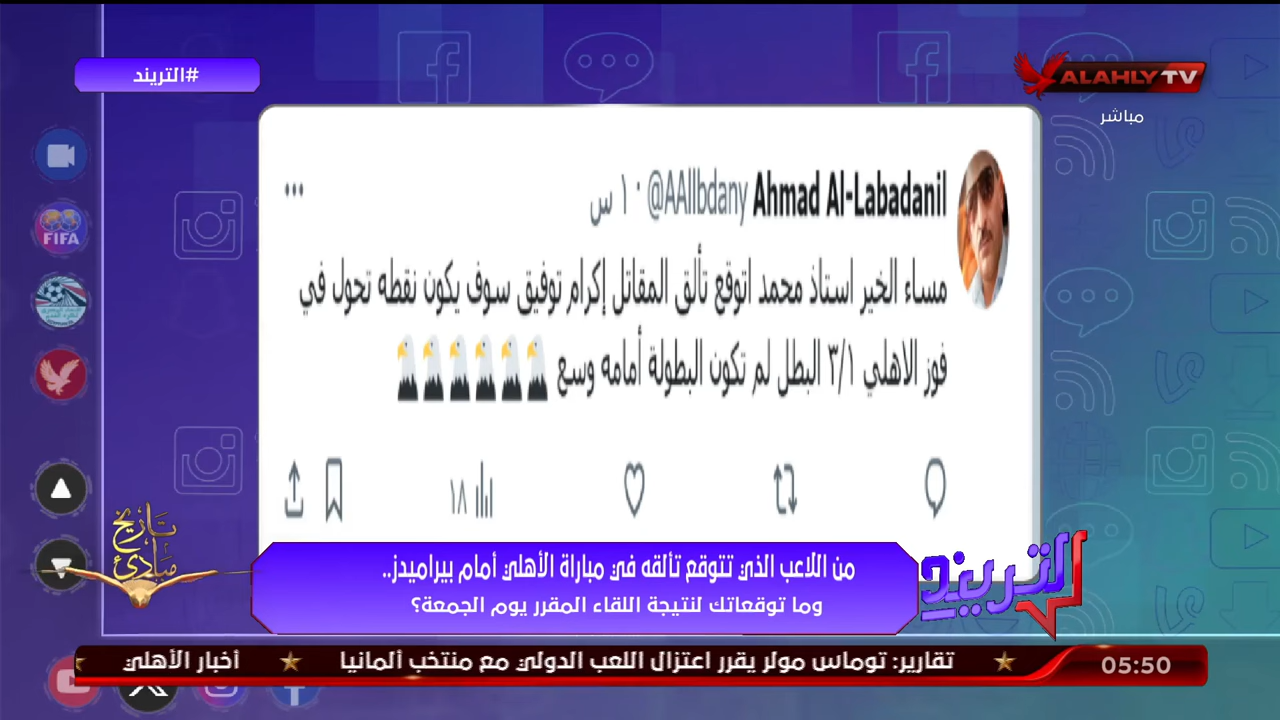 #التريند
ALAHLY TV
مباشر
FIFA
Ahmad Al-Labadanil @AAllbdany · ١ س
مساء الخير استاذ محمد اتوقع تألق المقاتل إكرام توفيق سوف يكون نقطه تحول في
فوز الاهلي ٣/١ البطل لم تكون البطولة أمامه وسع 🦅🦅🦅🦅🦅🦅
١٨
تاريخ
مبادئ
من اللاعب الذي تتوقع تألقه في مباراة الأهلي أمام بيراميدز..
وما توقعاتك لنتيجة اللقاء المقرر يوم الجمعة؟
التريند
05:50
تقارير: توماس مولر يقرر اعتزال اللعب الدولي مع منتخب ألمانيا
أخبار الأهلي